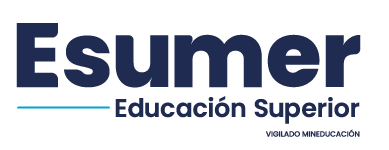 Esumer
Educación Superior
VIGILADO MINEDUCACIÓN